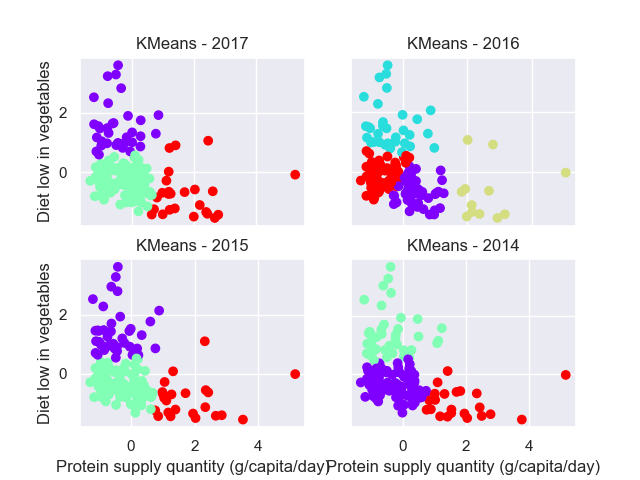 KMeans - 2017
KMeans - 2016
Diet low in vegetables
2
0
KMeans - 2015
KMeans - 2014
Diet low in vegetables
2
0
0
2
4
0
2
4
Protein supply quantity (g/capita/day)
Protein supply quantity (g/capita/day)